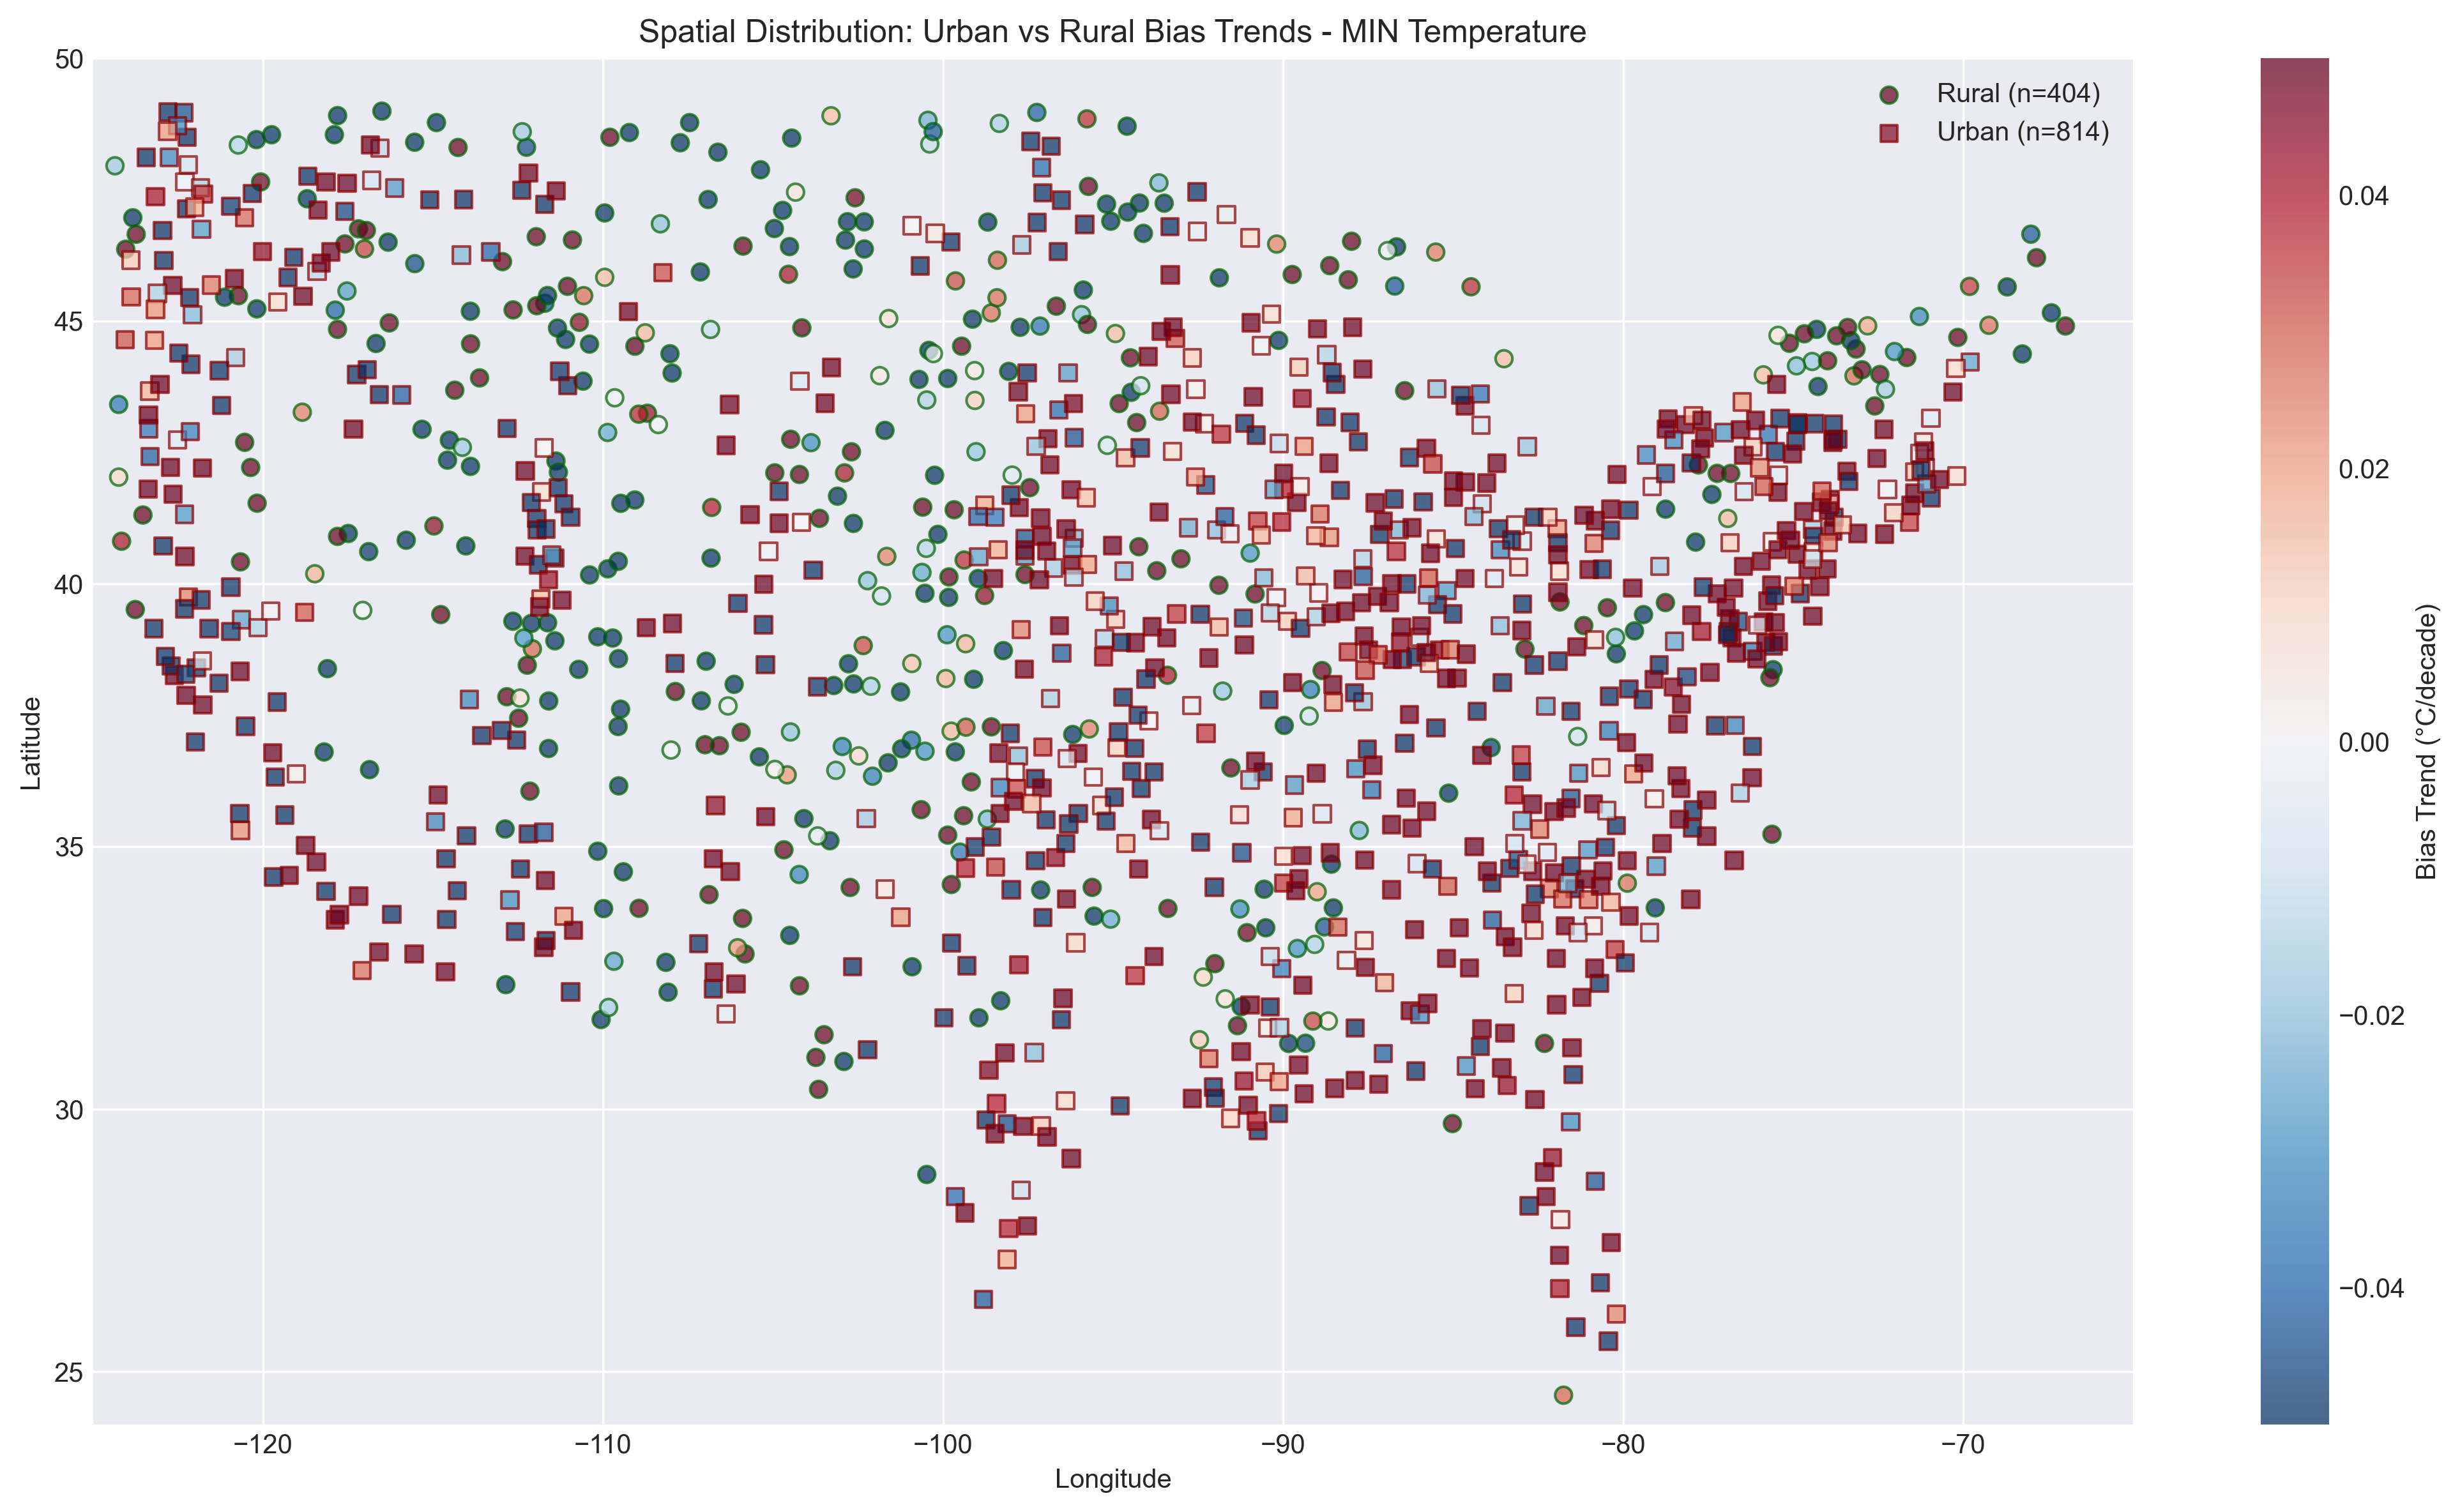 Spatial Distribution: Urban vs Rural Bias Trends - MIN Temperature
Rural (n=404)
Urban (n=814)
50
45
40
35
30
25
Latitude
−120
−110
−100
−90
−80
−70
Longitude
0.04
0.02
0.00
−0.02
−0.04
Bias Trend (°C/decade)